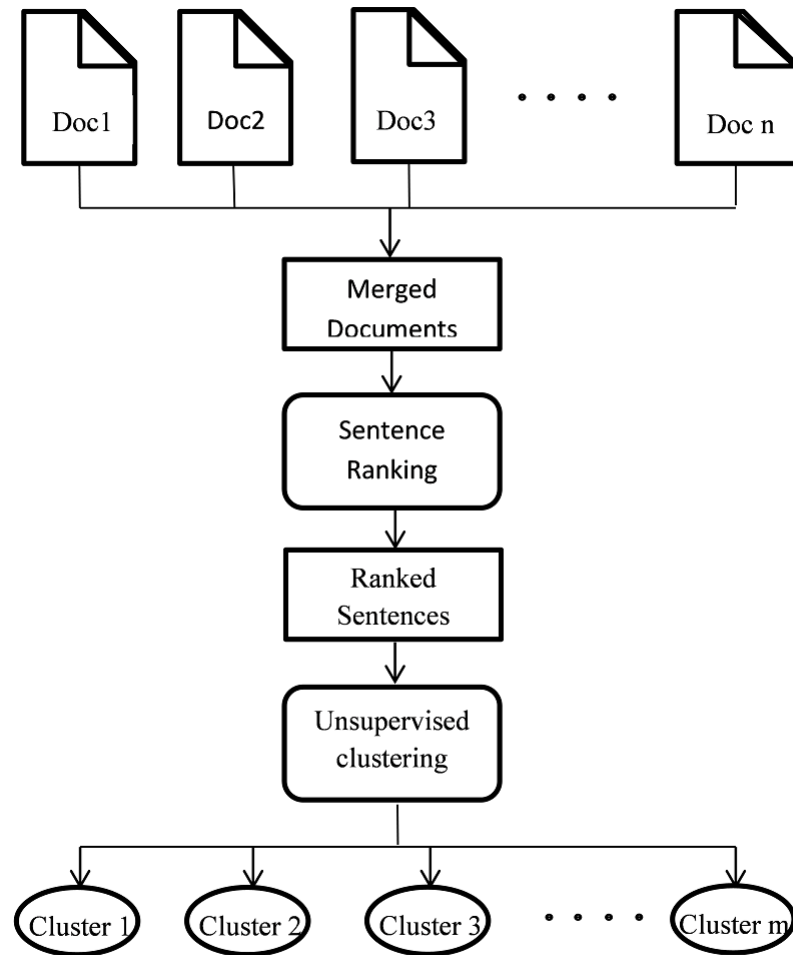 Doc1 Doc2 Doc3 . . . . Doc n
Merged
Documents
Sentence
Ranking
Ranked
Sentences
Unsupervised
clustering
Cluster 1 Cluster 2 Cluster 3 . . . . Cluster m